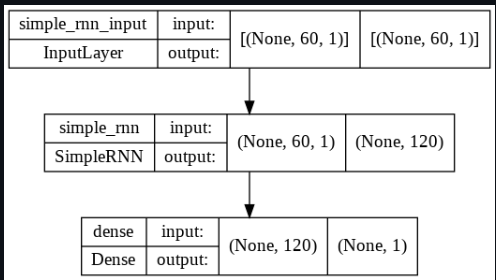 simple_rnn_input input: [(None, 60, 1)] [(None, 60, 1)]
InputLayer output:
simple_rnn input: (None, 60, 1) (None, 120)
SimpleRNN output:
dense input: (None, 120) (None, 1)
Dense output: